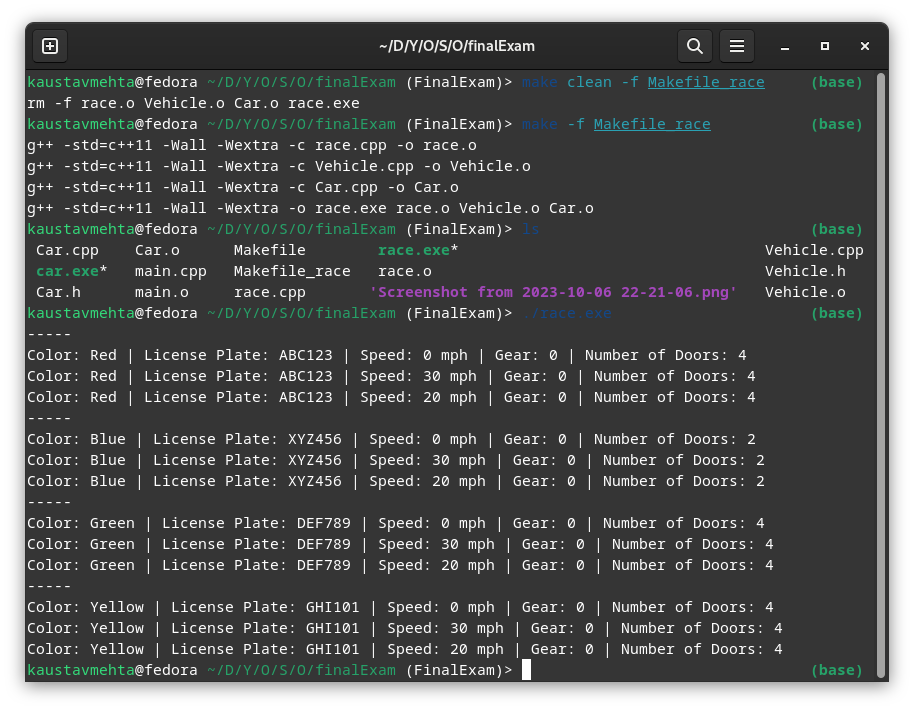 ~/D/Y/O/S/O/finalExam
kaustavmehta@fedora ~/D/Y/O/S/O/finalExam (FinalExam)> make clean -f Makefile_race (base)
rm -f race.o Vehicle.o Car.o race.exe
kaustavmehta@fedora ~/D/Y/O/S/O/finalExam (FinalExam)> make -f Makefile_race (base)
g++ -std=c++11 -Wall -Wextra -c race.cpp -o race.o
g++ -std=c++11 -Wall -Wextra -c Vehicle.cpp -o Vehicle.o
g++ -std=c++11 -Wall -Wextra -c Car.cpp -o Car.o
g++ -std=c++11 -Wall -Wextra -o race.exe race.o Vehicle.o Car.o
kaustavmehta@fedora ~/D/Y/O/S/O/finalExam (FinalExam)> ls (base)
Car.cpp Car.o Makefile race.exe* Vehicle.cpp
car.exe* main.cpp Makefile_race race.o Vehicle.h
Car.h main.o race.cpp 'Screenshot from 2023-10-06 22-21-06.png' Vehicle.o
kaustavmehta@fedora ~/D/Y/O/S/O/finalExam (FinalExam)> ./race.exe (base)
-----
Color: Red | License Plate: ABC123 | Speed: 0 mph | Gear: 0 | Number of Doors: 4
Color: Red | License Plate: ABC123 | Speed: 30 mph | Gear: 0 | Number of Doors: 4
Color: Red | License Plate: ABC123 | Speed: 20 mph | Gear: 0 | Number of Doors: 4
-----
Color: Blue | License Plate: XYZ456 | Speed: 0 mph | Gear: 0 | Number of Doors: 2
Color: Blue | License Plate: XYZ456 | Speed: 30 mph | Gear: 0 | Number of Doors: 2
Color: Blue | License Plate: XYZ456 | Speed: 20 mph | Gear: 0 | Number of Doors: 2
-----
Color: Green | License Plate: DEF789 | Speed: 0 mph | Gear: 0 | Number of Doors: 4
Color: Green | License Plate: DEF789 | Speed: 30 mph | Gear: 0 | Number of Doors: 4
Color: Green | License Plate: DEF789 | Speed: 20 mph | Gear: 0 | Number of Doors: 4
-----
Color: Yellow | License Plate: GHI101 | Speed: 0 mph | Gear: 0 | Number of Doors: 4
Color: Yellow | License Plate: GHI101 | Speed: 30 mph | Gear: 0 | Number of Doors: 4
Color: Yellow | License Plate: GHI101 | Speed: 20 mph | Gear: 0 | Number of Doors: 4
kaustavmehta@fedora ~/D/Y/O/S/O/finalExam (FinalExam)> (base)